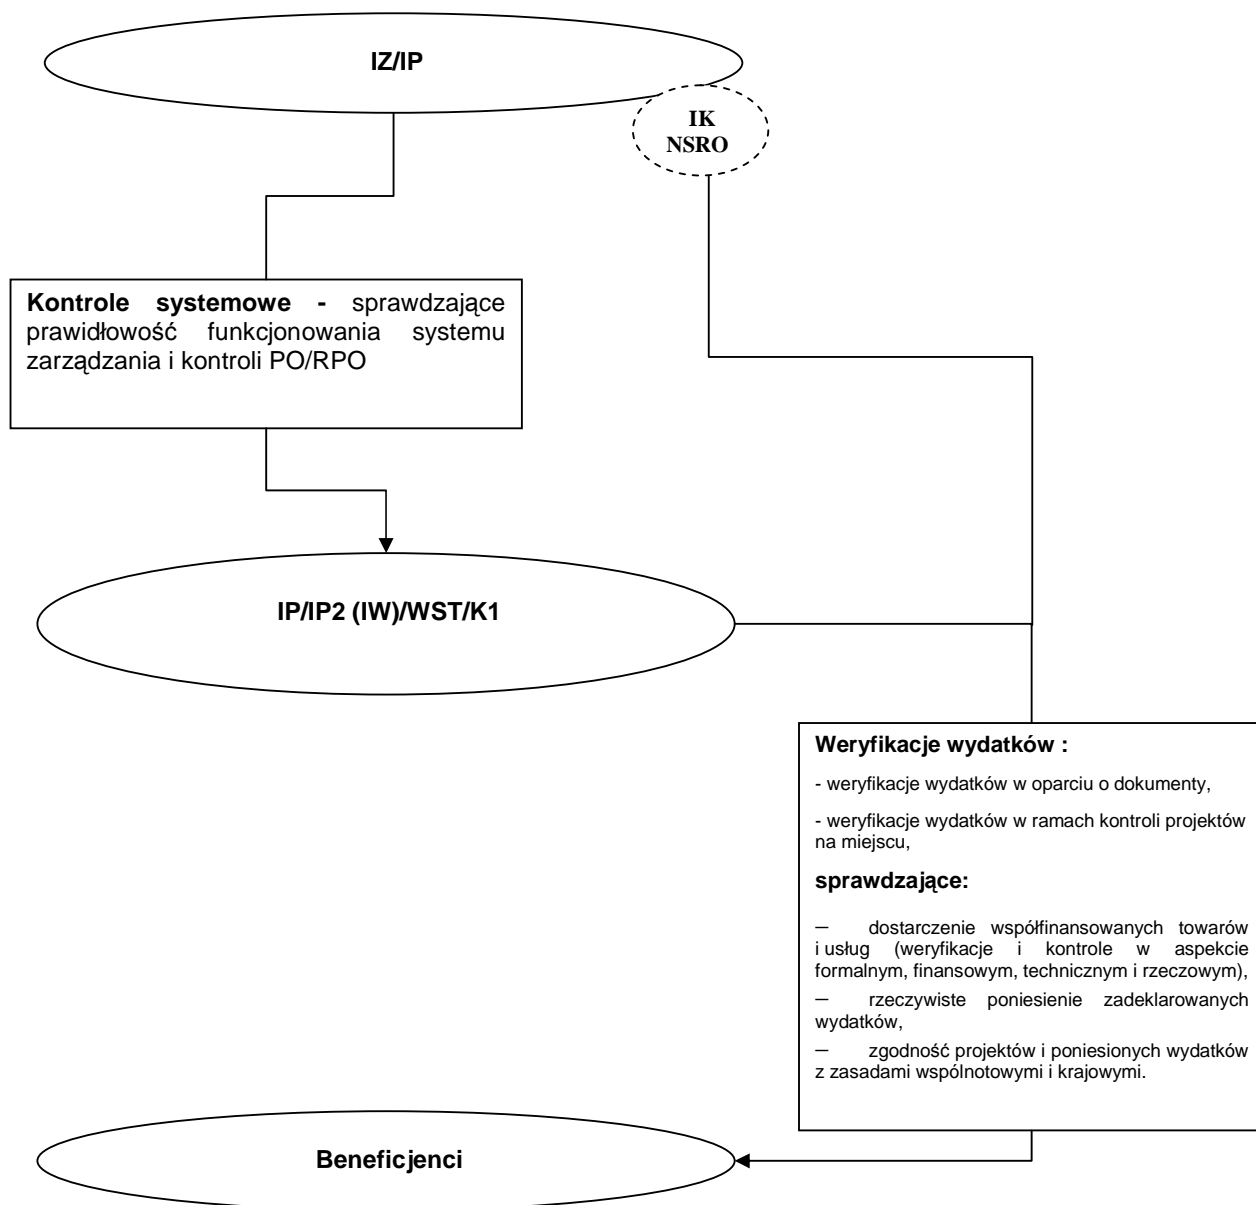 IZ/IP
IK
NSRO
Kontrole systemowe - sprawdzające
prawidłowość funkcjonowania systemu
zarządzania i kontroli PO/RPO
IP/IP2 (IW)/WST/K1
Weryfikacje wydatków :
- weryfikacje wydatków w oparciu o dokumenty,
- weryfikacje wydatków w ramach kontroli projektów
na miejscu,
sprawdzające:
— dostarczenie współfinansowanych towarów
i usług (weryfikacje i kontrole w aspekcie
formalnym, finansowym, technicznym i rzeczowym),
— rzeczywiste poniesienie zadeklarowanych
wydatków,
— zgodność projektów i poniesionych wydatków
z zasadami wspólnotowymi i krajowymi.
Beneficjenci